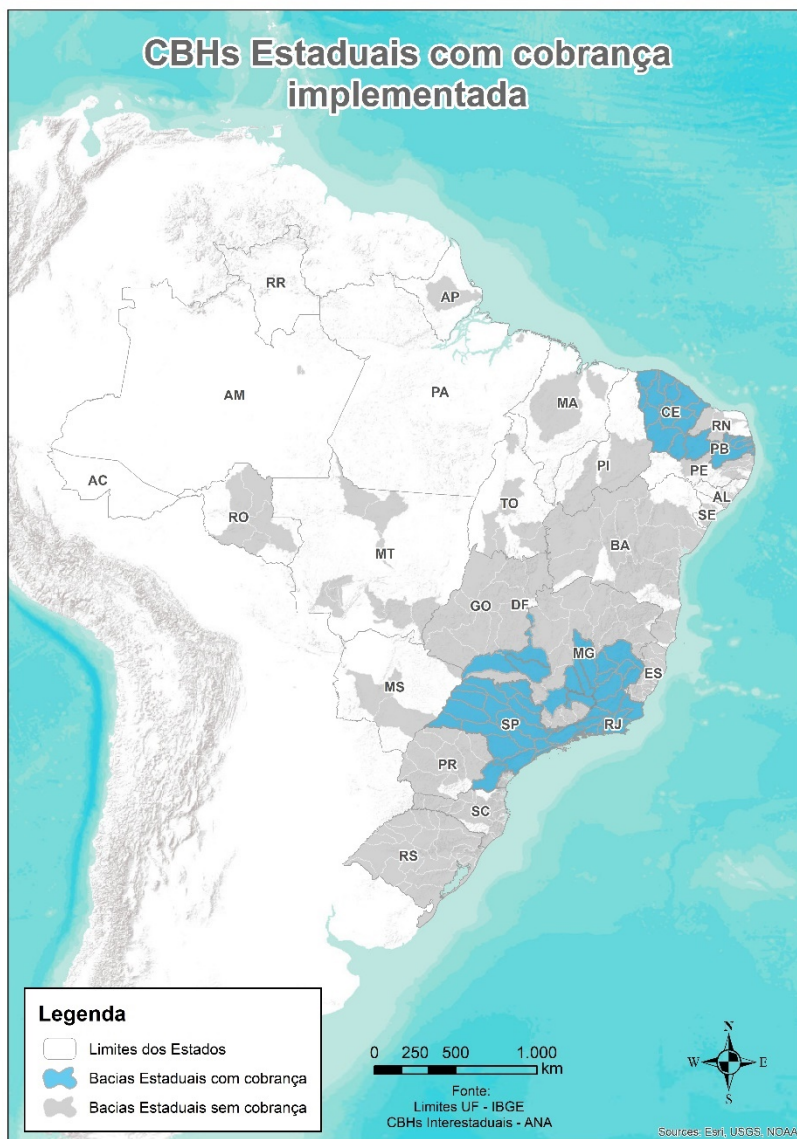 CBHs Estaduais com cobrança
implementada
RR
AP
AM
PA
MA
CE
RN
PB
PI
PE
AC
TO
AL
SE
RO
BA
MT
GO
DF
MG
MS
ES
SP
RJ
PR
SC
RS
Legenda
Limites dos Estados
Bacias Estaduais com cobrança
Bacias Estaduais sem cobrança
0 250 500 1.000
km
Fonte:
Limites UF - IBGE
CBHs Interestaduais - ANA
N
W E
S
Sources: Esri, USGS, NOAA